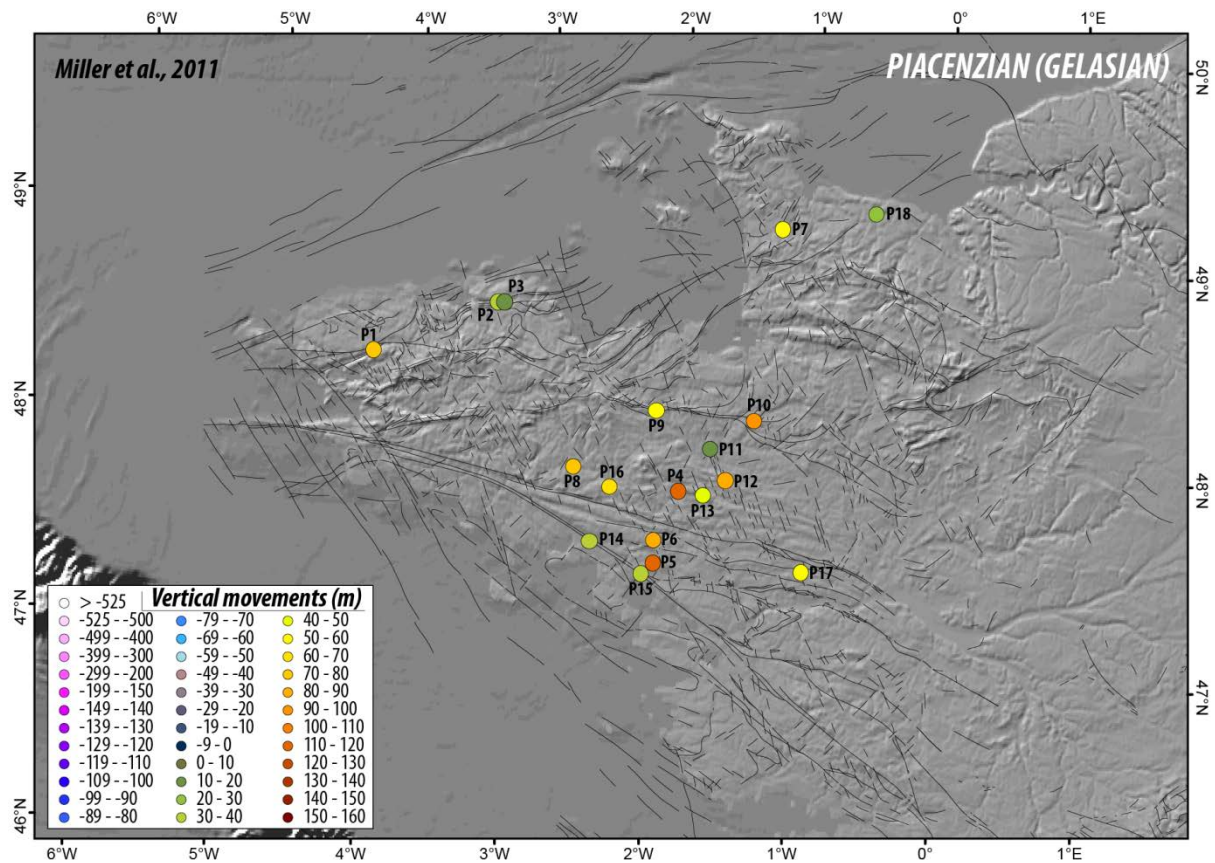 6°W 5°W 4°W 3°W 2°W 1°W 0° 1°E
Miller et al., 2011
PIACENZIAN (GELASIAN)
50°N
49°N
P18
P7
49°N
P3
P2
P1
48°N
P10
P9
P11
P8
P16
P4
P12
48°N
P13
P14
P6
P5
P17
P15
47°N
Vertical movements (m)
> -525
-525 - -500
-499 - -400
-399 - -300
-299 - -200
-199 - -150
-149 - -140
-139 - -130
-129 - -120
-119 - -110
-109 - -100
-99 - -90
-89 - -80
-79 - -70
-69 - -60
-59 - -50
-49 - -40
-39 - -30
-29 - -20
-19 - -10
-9 - 0
0 - 10
10 - 20
20 - 30
30 - 40
40 - 50
50 - 60
60 - 70
70 - 80
80 - 90
90 - 100
100 - 110
110 - 120
120 - 130
130 - 140
140 - 150
150 - 160
47°N
46°N
6°W 5°W 4°W 3°W 2°W 1°W 0° 1°E